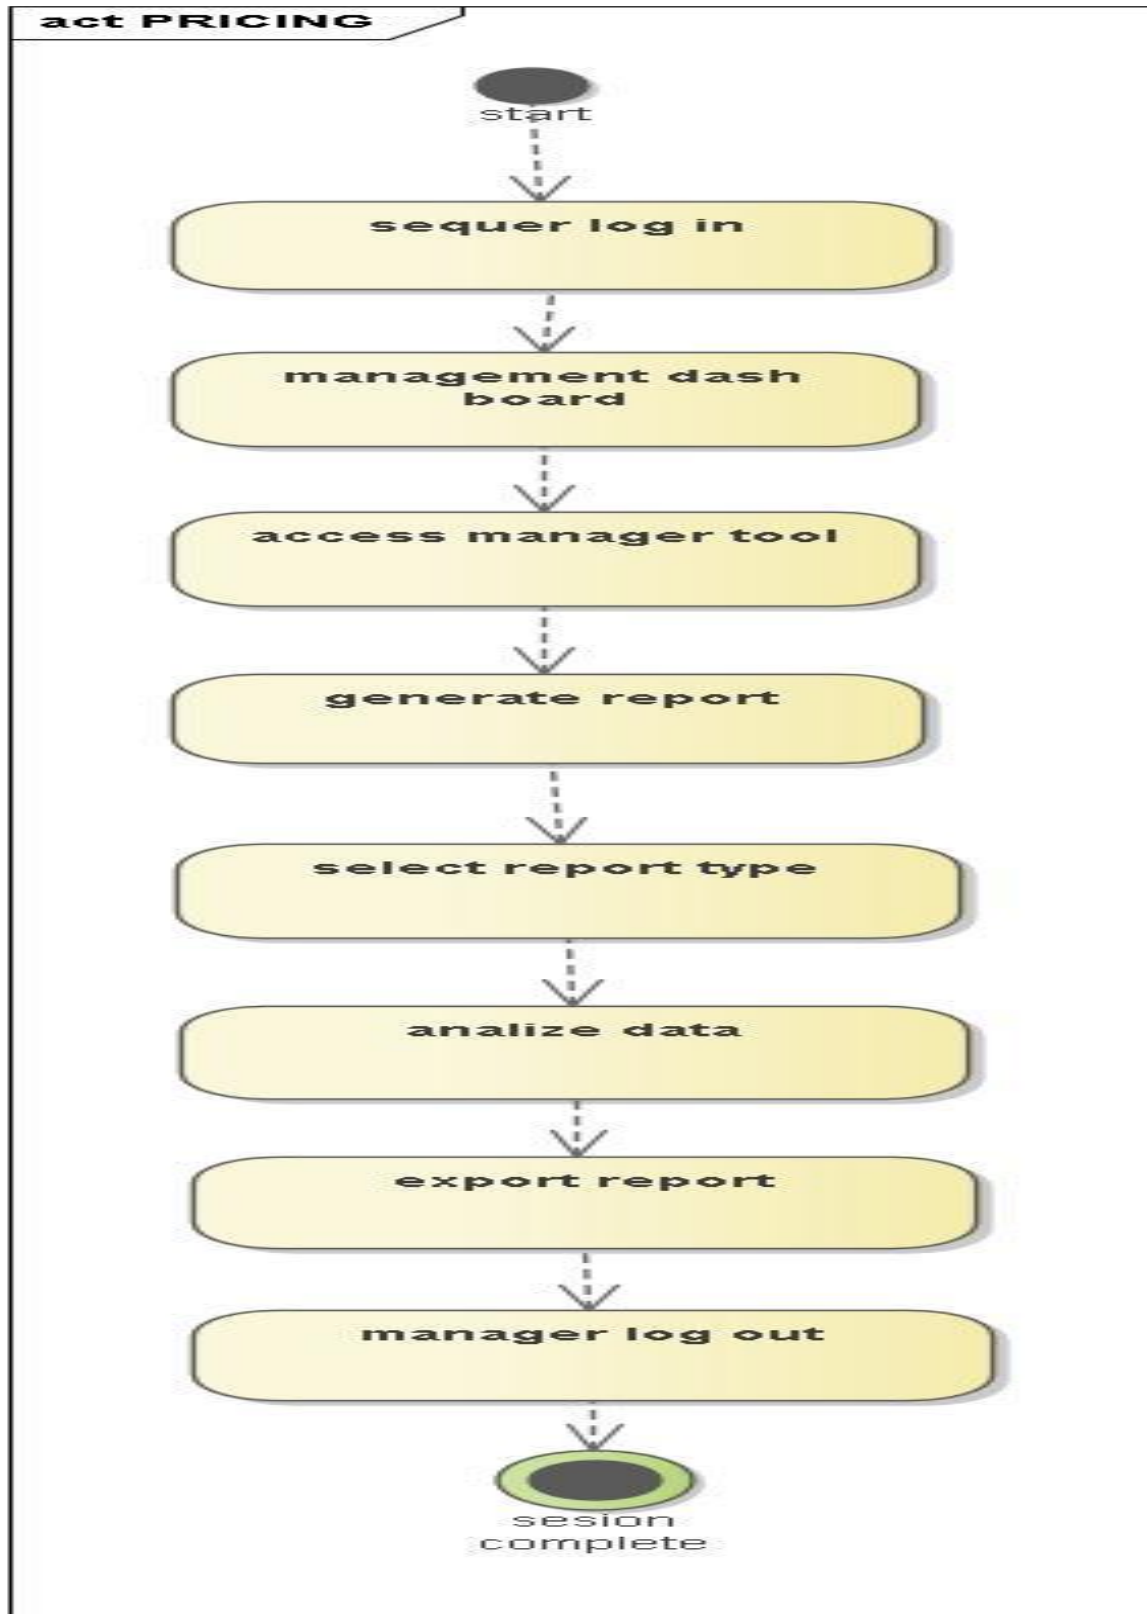 act PRICING
start
sequer log in
management dash
board
access manager tool
generate report
select report type
analize data
export report
manager log out
sesion
complete